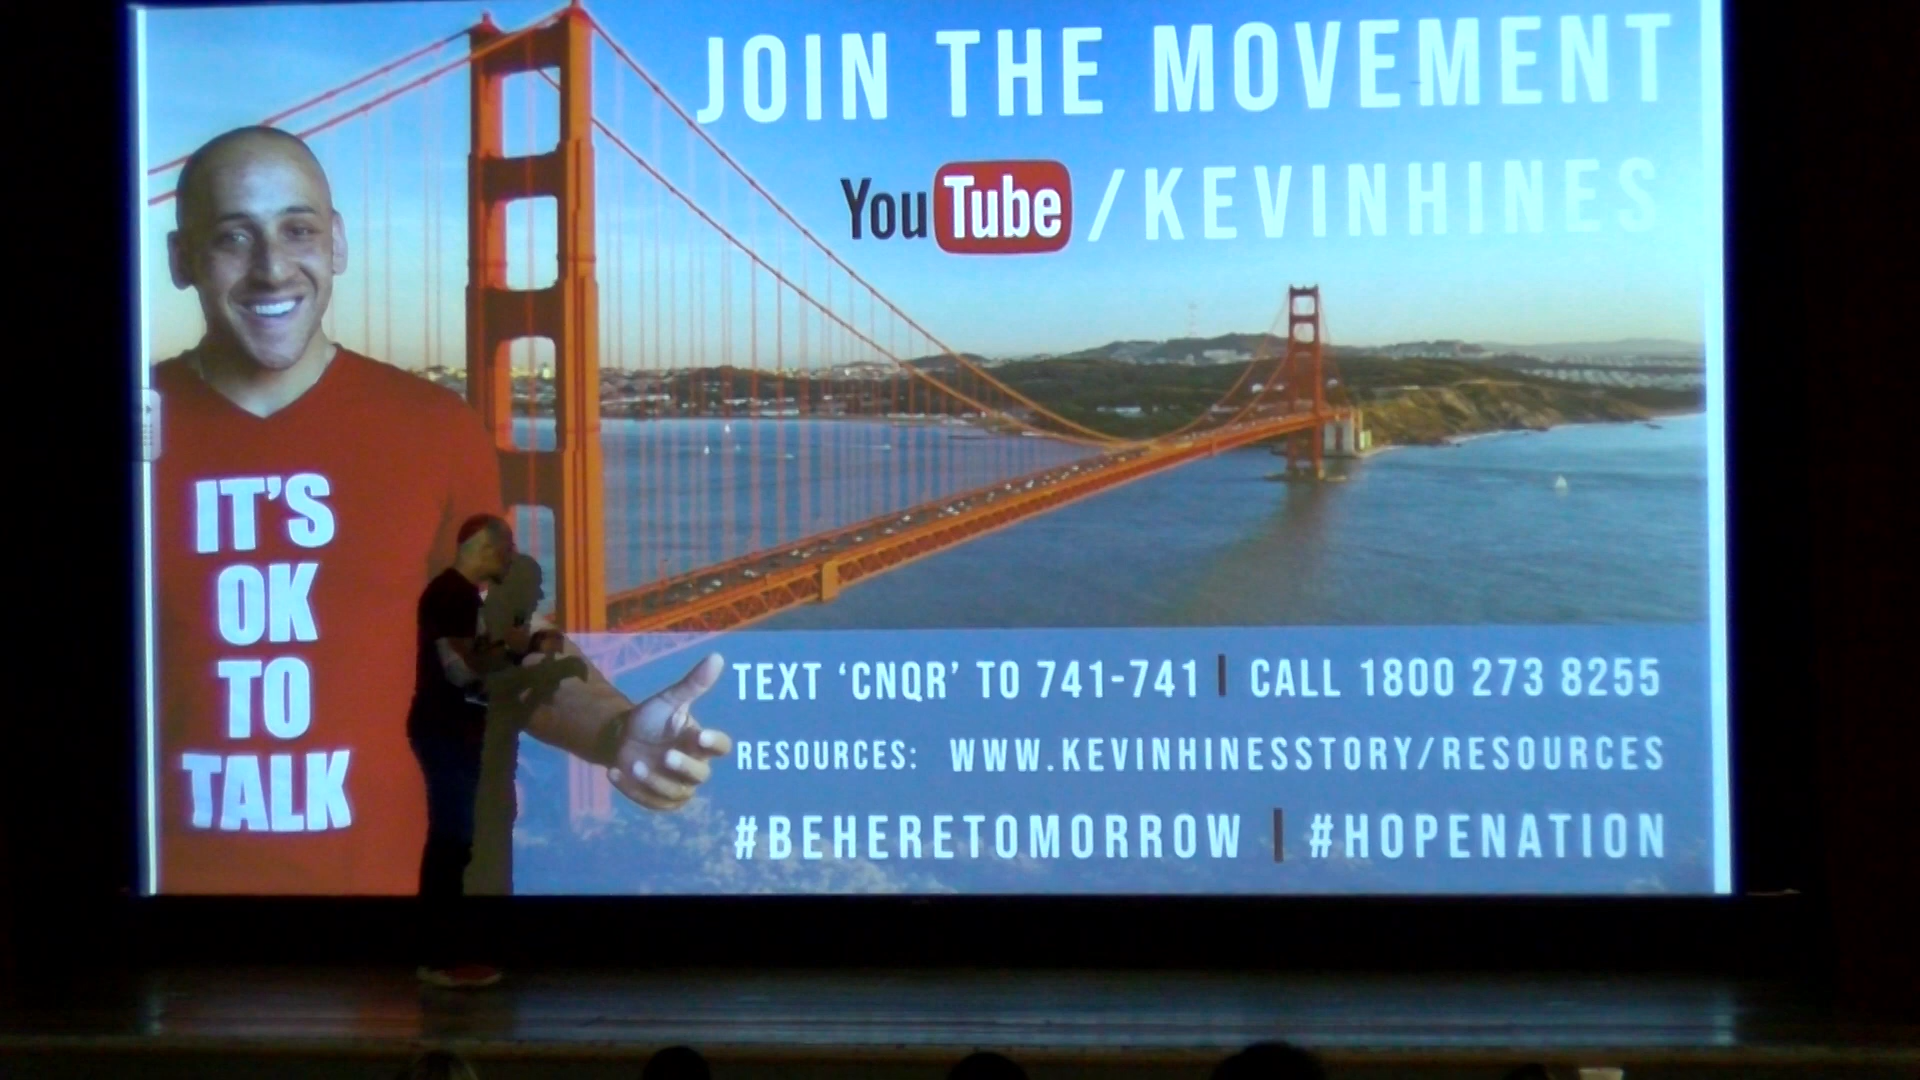 JOIN THE MOVEMENT
YouTube/KEVINHINES
IT'S
OK
TO
TALK
TEXT ‘CNQR’ TO 741-741 | CALL 1800 273 8255
RESOURCES: WWW.KEVINHINESSTORY/RESOURCES
#BEHERETOMORROW | #HOPENATION